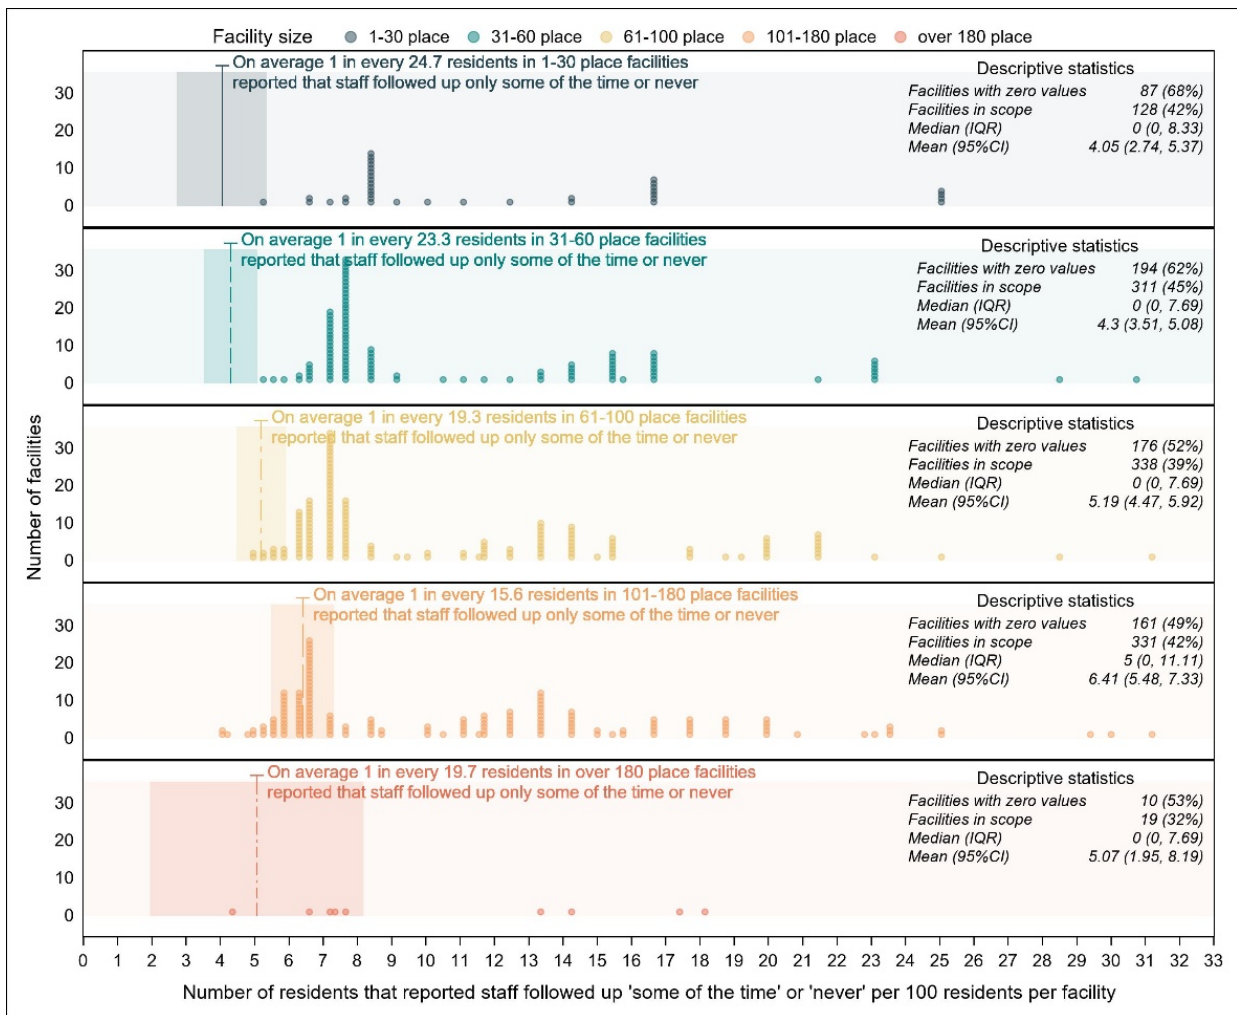 Facility size 1-30 place 31-60 place 61-100 place 101-180 place over 180 place
Number of facilities
On average 1 in every 24.7 residents in 1-30 place facilities
reported that staff followed up only some of the time or never
Descriptive statistics
Facilities with zero values 87 (68%)
Facilities in scope 128 (42%)
Median (IQR) 0 (0, 8.33)
Mean (95%CI) 4.05 (2.74, 5.37)
30
20
10
0
On average 1 in every 23.3 residents in 31-60 place facilities
reported that staff followed up only some of the time or never
Descriptive statistics
Facilities with zero values 194 (62%)
Facilities in scope 311 (45%)
Median (IQR) 0 (0, 7.69)
Mean (95%CI) 4.3 (3.51, 5.08)
30
20
10
0
On average 1 in every 19.3 residents in 61-100 place facilities
reported that staff followed up only some of the time or never
Descriptive statistics
Facilities with zero values 176 (52%)
Facilities in scope 338 (39%)
Median (IQR) 0 (0, 7.69)
Mean (95%CI) 5.19 (4.47, 5.92)
30
20
10
0
On average 1 in every 15.6 residents in 101-180 place facilities
reported that staff followed up only some of the time or never
Descriptive statistics
Facilities with zero values 161 (49%)
Facilities in scope 331 (42%)
Median (IQR) 5 (0, 11.11)
Mean (95%CI) 6.41 (5.48, 7.33)
30
20
10
0
On average 1 in every 19.7 residents in over 180 place facilities
reported that staff followed up only some of the time or never
Descriptive statistics
Facilities with zero values 10 (53%)
Facilities in scope 19 (32%)
Median (IQR) 0 (0, 7.69)
Mean (95%CI) 5.07 (1.95, 8.19)
30
20
10
0
0 1 2 3 4 5 6 7 8 9 10 11 12 13 14 15 16 17 18 19 20 21 22 23 24 25 26 27 28 29 30 31 32 33
Number of residents that reported staff followed up 'some of the time' or 'never' per 100 residents per facility